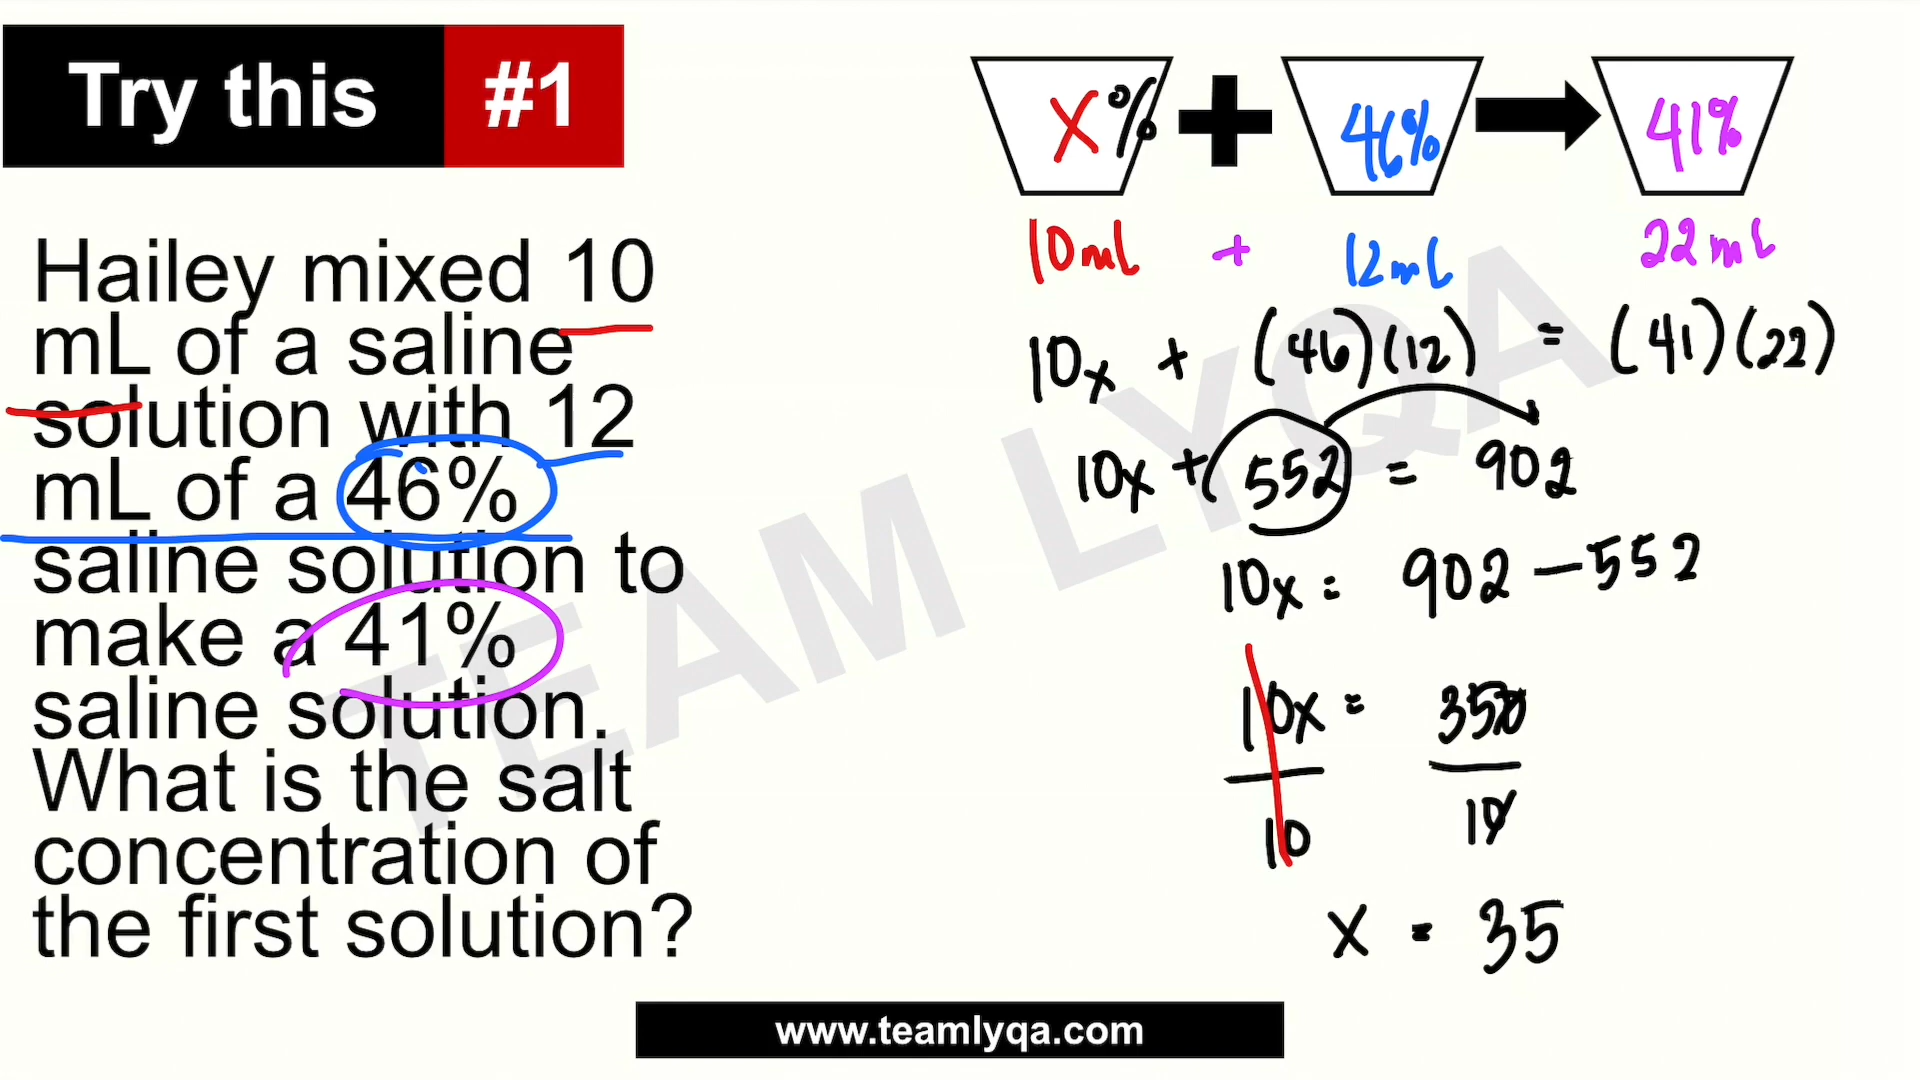 Try this #1
Hailey mixed 10
mL of a saline
solution with 12
mL of a 46%
saline solution to
make a 41%
saline solution.
What is the salt
concentration of
the first solution?
x% + 46% 41%
10mL + 12mL 22mL
10x + (46)(12) = (41)(22)
10x + 552 = 902
10x = 902 - 552
10x = 350
10 10
x = 35
TEAM LYQA
www.teamlyqa.com